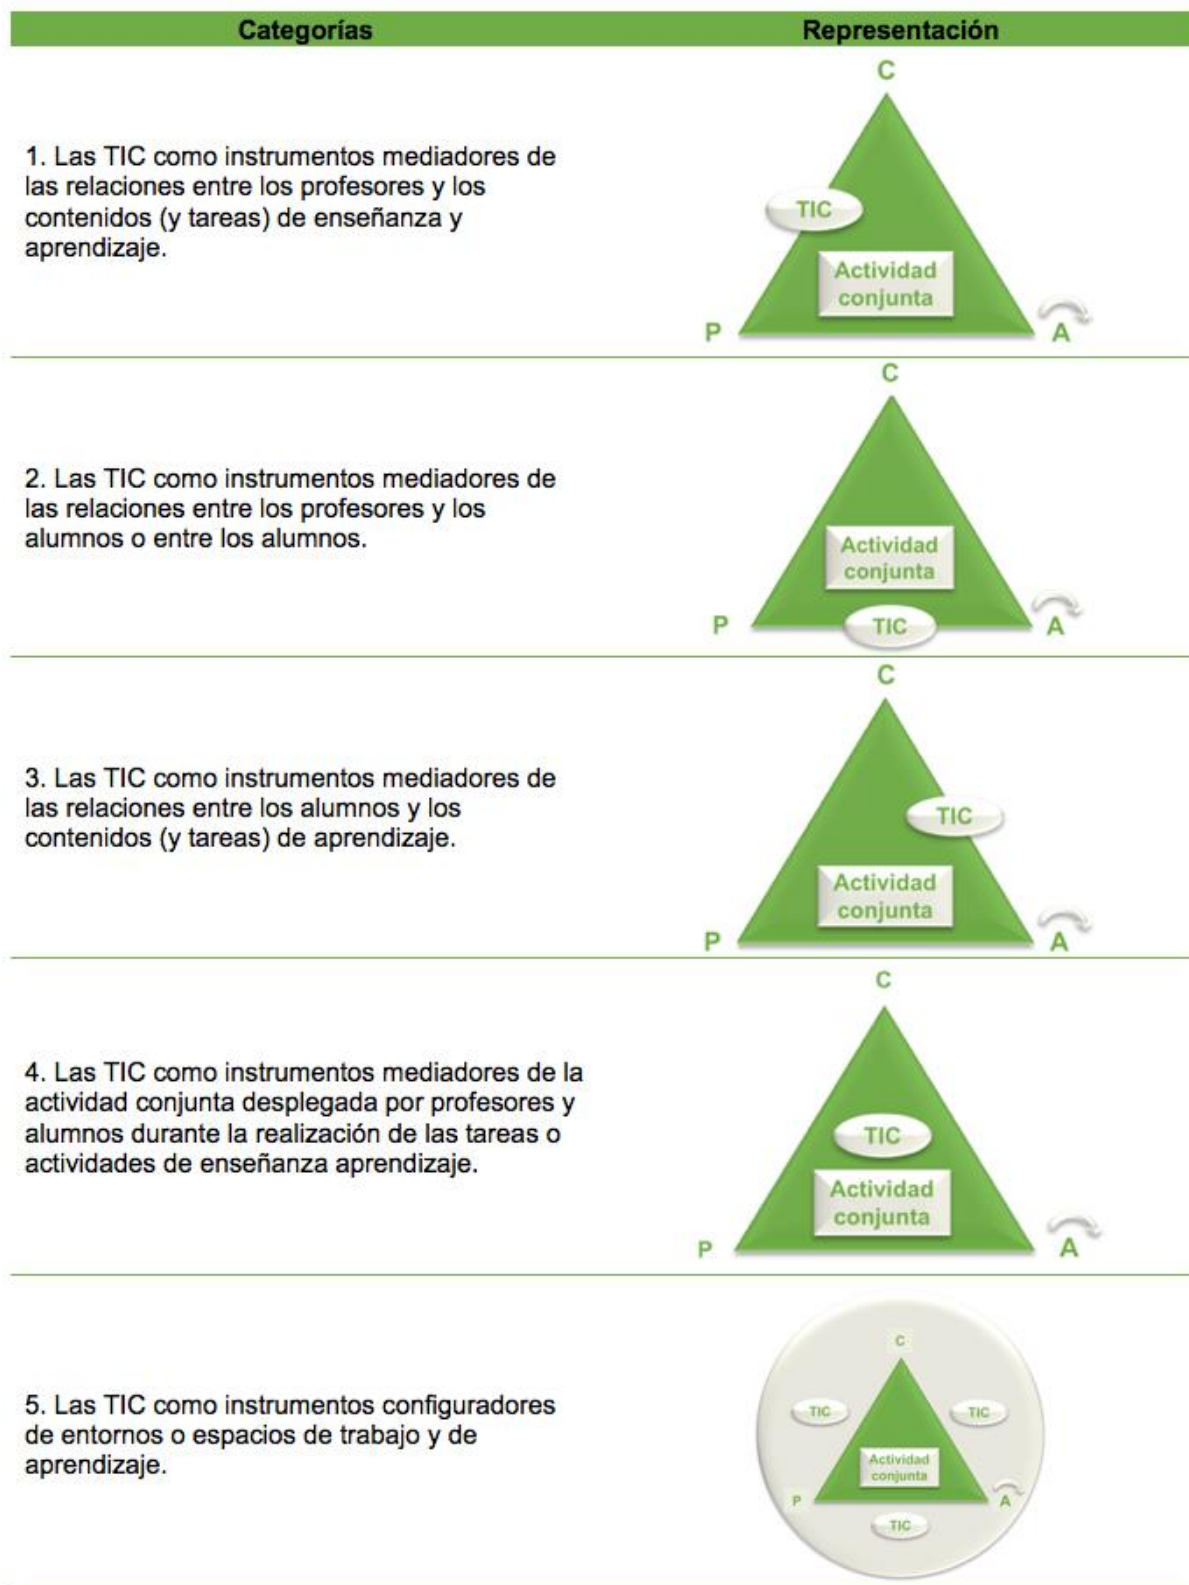 Categorías
Representación
1. Las TIC como instrumentos mediadores de
las relaciones entre los profesores y los
contenidos (y tareas) de enseñanza y
aprendizaje.
C
TIC
Actividad
conjunta
P
A
2. Las TIC como instrumentos mediadores de
las relaciones entre los profesores y los
alumnos o entre los alumnos.
C
Actividad
conjunta
TIC
P
A
3. Las TIC como instrumentos mediadores de
las relaciones entre los alumnos y los
contenidos (y tareas) de aprendizaje.
C
TIC
Actividad
conjunta
P
A
4. Las TIC como instrumentos mediadores de la
actividad conjunta desplegada por profesores y
alumnos durante la realización de las tareas o
actividades de enseñanza aprendizaje.
C
TIC
Actividad
conjunta
P
A
5. Las TIC como instrumentos configuradores
de entornos o espacios de trabajo y de
aprendizaje.
C
TIC
TIC
Actividad
conjunta
P
A
TIC